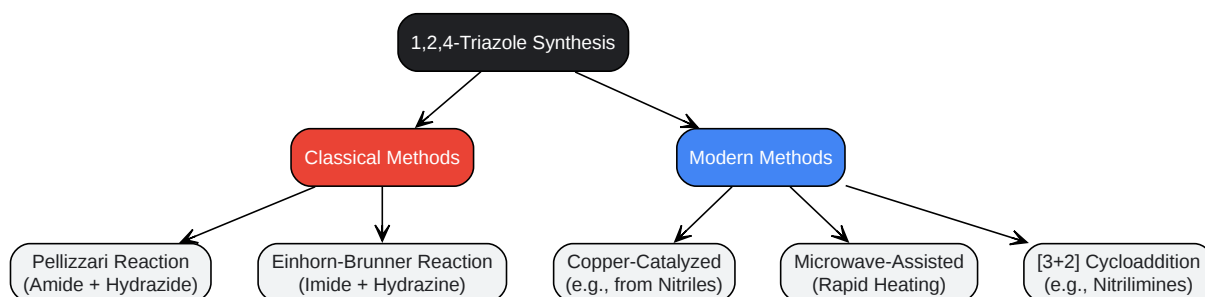 1,2,4-Triazole Synthesis
Classical Methods
Modern Methods
Pellizzari Reaction
(Amide + Hydrazide)
Einhorn-Brunner Reaction
(Imide + Hydrazine)
Copper-Catalyzed
(e.g., from Nitriles)
Microwave-Assisted
(Rapid Heating)
[3+2] Cycloaddition
(e.g., Nitrilimines)